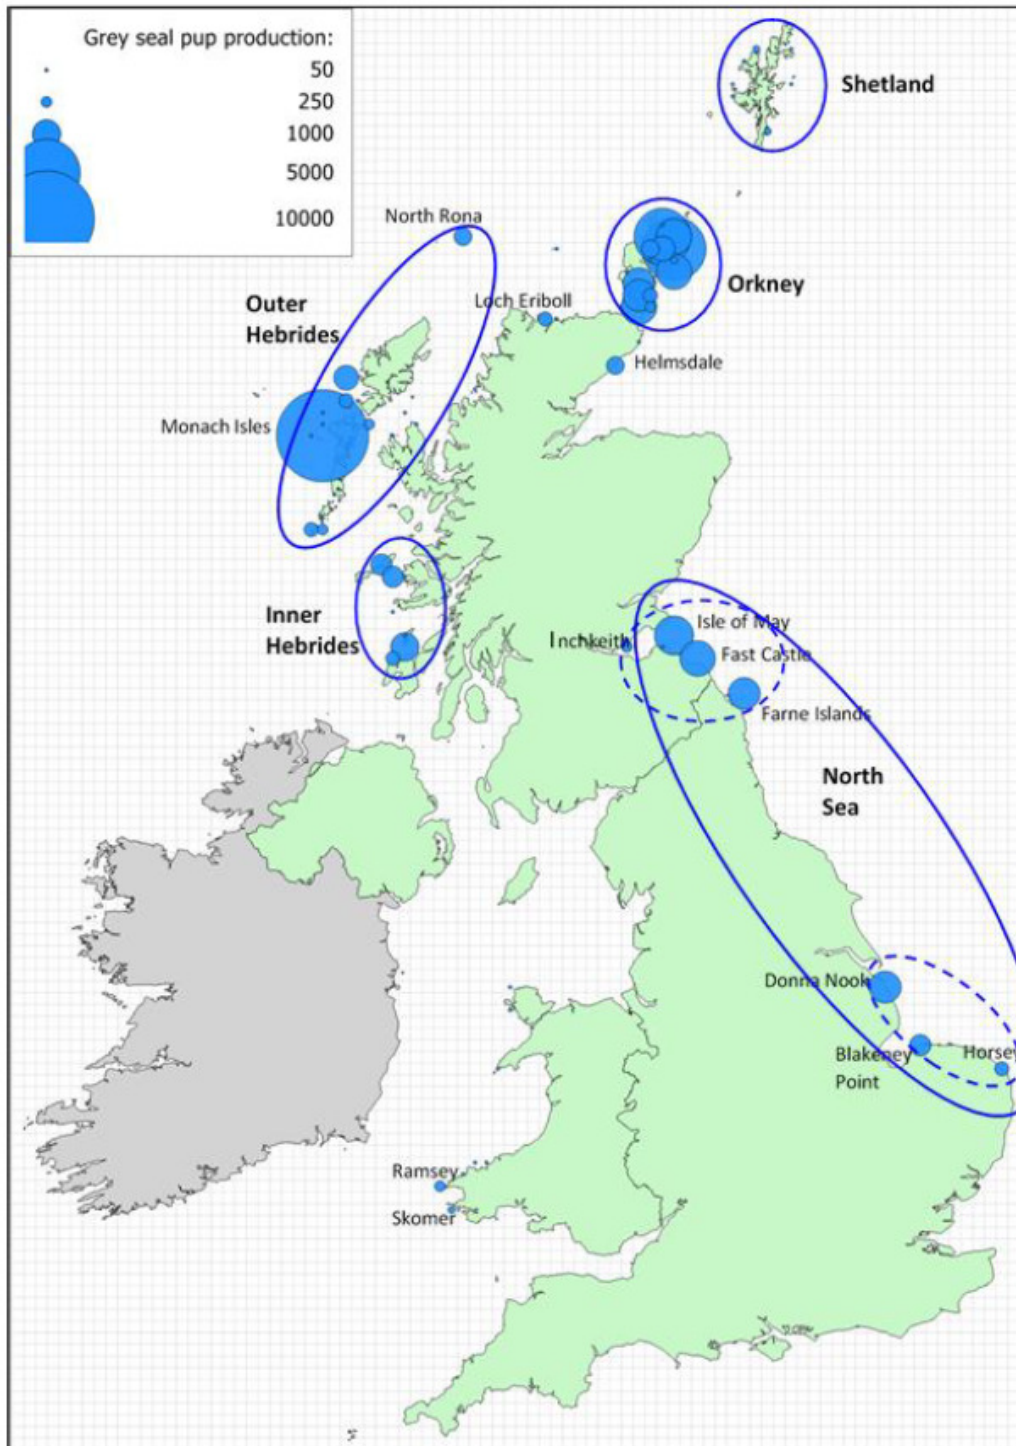 Grey seal pup production:
50
250
1000
5000
10000
Shetland
North Rona
Orkney
Outer
Hebrides
Loch Eriboll
Helmsdale
Monach Isles
Inner
Hebrides
Inchkeith
Isle of May
Fast Castle
Farne Islands
North
Sea
Donna Nook
Blakeney
Point
Horsey
Ramsey
Skomer